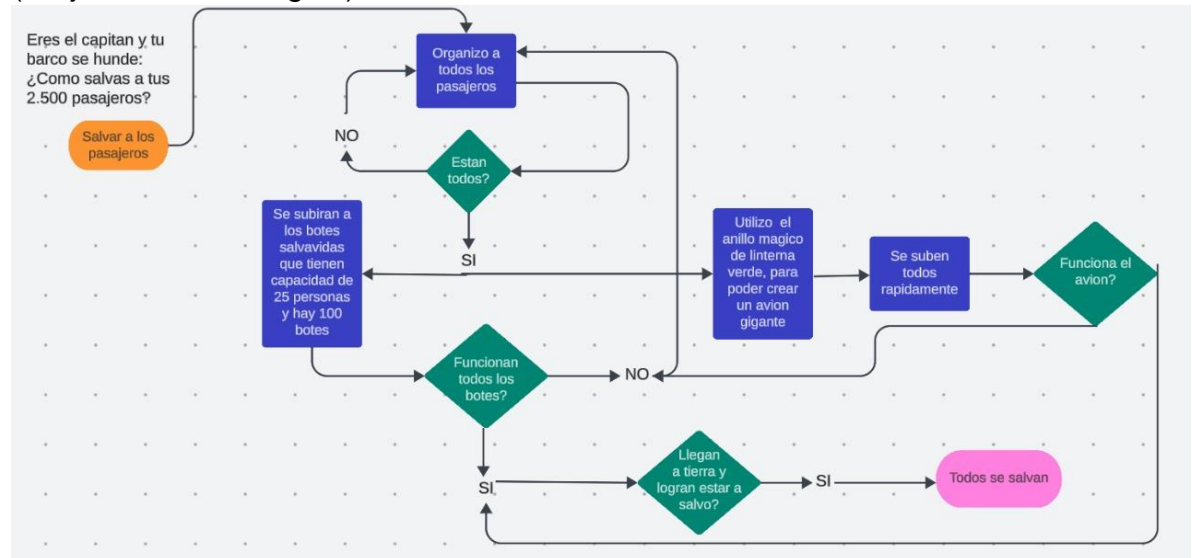 Eres el capitan y tu
barco se hunde:
¿Como salvas a tus
2.500 pasajeros?
Salvar a los
pasajeros
Organizo a
todos los
pasajeros
NO
Estan
todos?
SI
Se subiran a
los botes
salvavidas
que tienen
capacidad de
25 personas
y hay 100
botes
Utilizo el
anillo magico
de linterna
verde, para
poder crear
un avion
gigante
Se suben
todos
rapidamente
Funciona el
avion?
Funcionan
todos los
botes?
NO
SI
Llegan
a tierra y
logran estar a
salvo?
SI
Todos se salvan